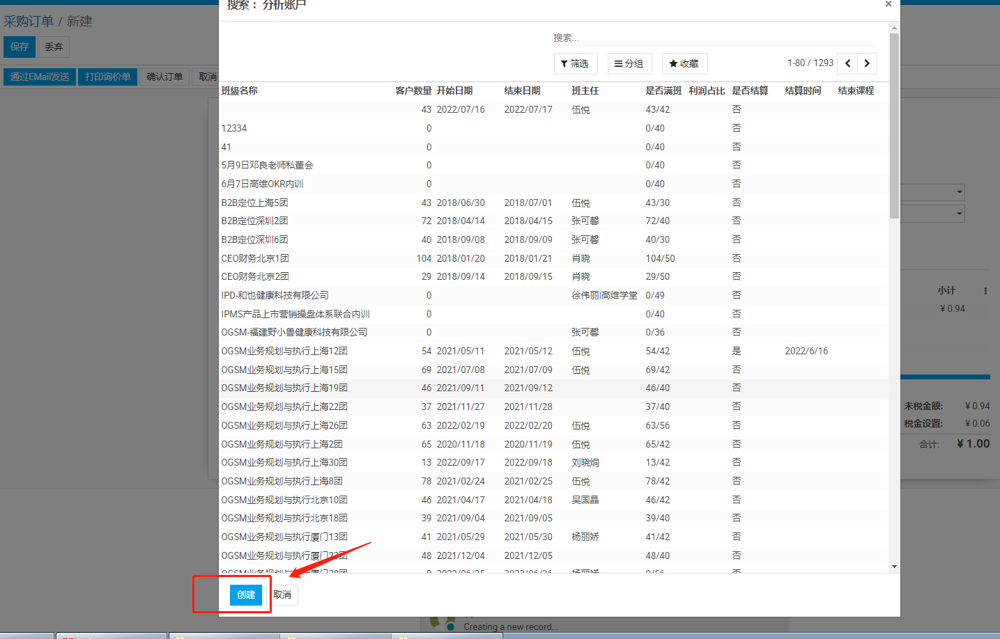 搜索： 分析账户 ×
采购订单 / 新建
保存 丢弃
搜索...
筛选 分组 收藏 1-80 / 1293
通过EMail发送 打印询价单 确认订单 取消
班級名称 客户数量 开始日期 结束日期 班主任 是否满班 利润占比 是否结算 结算时间 结束课程
43 2022/07/16 2022/07/17 伍悦 43/42 否
12334 0 0/40 否
41 0 0/40 否
5月9日邓良老师私董会 0 0/40 否
6月7日高维OKR内训 0 0/40 否
B2B定位上海5团 43 2018/06/30 2018/07/01 伍悦 43/30 否
B2B定位深圳2团 72 2018/04/14 2018/04/15 张可馨 72/40 否
B2B定位深圳6团 40 2018/09/08 2018/09/09 张可馨 40/30 否
CEO财务北京1团 104 2018/01/20 2018/01/21 肖晓 104/50 否
CEO财务北京2团 29 2018/09/14 2018/09/15 肖晓 29/50 否
IPD-和也健康科技有限公司 0 徐伟丽|高维学堂 0/49 否
IPMS产品上市营销操盘体系联合内训 0 0/40 否
OGSM-福建野小兽健康科技有限公司 0 张可馨 0/36 否
OGSM业务规划与执行上海12团 54 2021/05/11 2021/05/12 伍悦 54/42 是 2022/6/16
OGSM业务规划与执行上海15团 69 2021/07/08 2021/07/09 伍悦 69/42 否
OGSM业务规划与执行上海19团 46 2021/09/11 2021/09/12 46/40 否
OGSM业务规划与执行上海22团 37 2021/11/27 2021/11/28 37/40 否
OGSM业务规划与执行上海26团 63 2022/02/19 2022/02/20 伍悦 63/56 否
OGSM业务规划与执行上海2团 65 2020/11/18 2020/11/19 伍悦 65/42 否
OGSM业务规划与执行上海30团 13 2022/09/17 2022/09/18 刘晓炯 13/42 否
OGSM业务规划与执行上海8团 78 2021/02/24 2021/02/25 伍悦 78/42 否
OGSM业务规划与执行北京10团 46 2021/04/17 2021/04/18 吴国晶 46/42 否
OGSM业务规划与执行北京18团 39 2021/09/04 2021/09/05 39/40 否
OGSM业务规划与执行厦门13团 41 2021/05/29 2021/05/30 杨丽娇 41/42 否
OGSM业务规划与执行厦门23团 48 2021/12/04 2021/12/05 48/40 否
小计
¥ 0.94
未税金额: ¥ 0.94
税金设置: ¥ 0.06
合计: ¥ 1.00
创建 取消
Creating a new record...